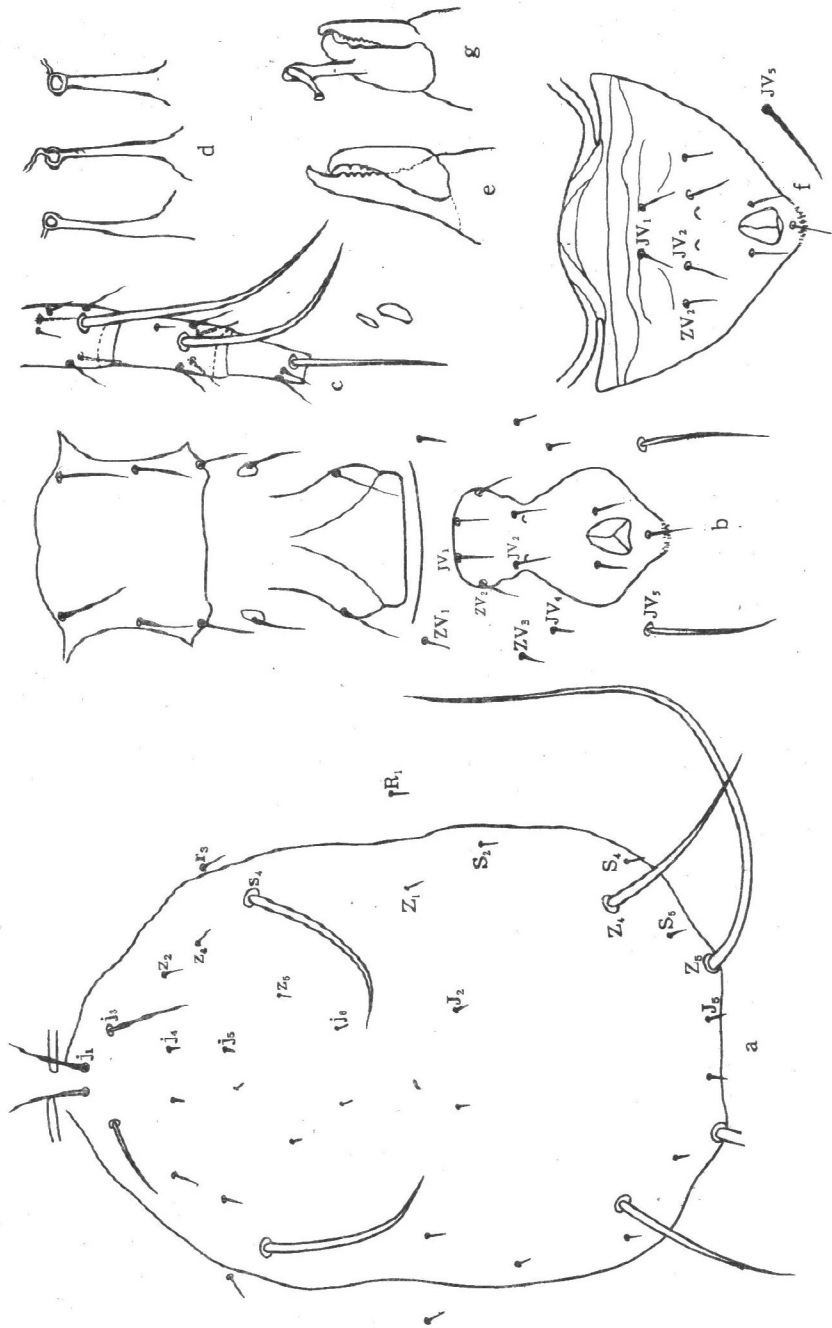 d
g
e
c
JV₅
JV₁
JV₂
ZV₂
f
JV₁
ZV₂
JV₂
b
ZV₁
ZV₃
JV₄
JV₅
R₁
r₃
s₄
S₂
Z₁
z₂
z₄
z₅
j₁
j₃
j₄
j₅
j₆
J₂
S₄
Z₄
S₅
Z₅
J₅
a